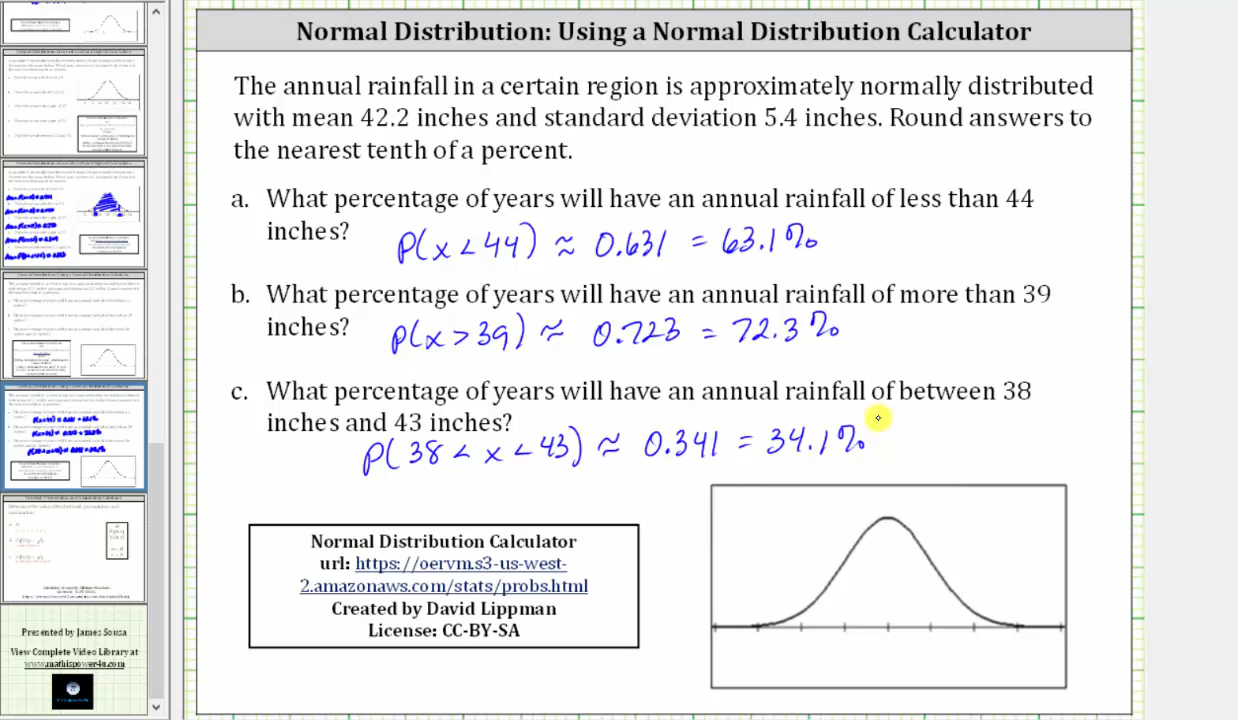 Normal Distribution: Using a Normal Distribution Calculator
The annual rainfall in a certain region is approximately normally distributed
with mean 42.2 inches and standard deviation 5.4 inches. Round answers to
the nearest tenth of a percent.
a. What percentage of years will have an annual rainfall of less than 44
inches?
P(x < 44) ≈ 0.631 = 63.1%
b. What percentage of years will have an annual rainfall of more than 39
inches?
P(x > 39) ≈ 0.723 = 72.3%
c. What percentage of years will have an annual rainfall of between 38
inches and 43 inches?
P(38 < x < 43) ≈ 0.341 = 34.1%
Normal Distribution Calculator
url: https://oervm.s3-us-west-
2.amazonaws.com/stats/probs.html
Created by David Lippman
License: CC-BY-SA
Presented by James Sousa
View Complete Video Library at
www.mathispower4u.com